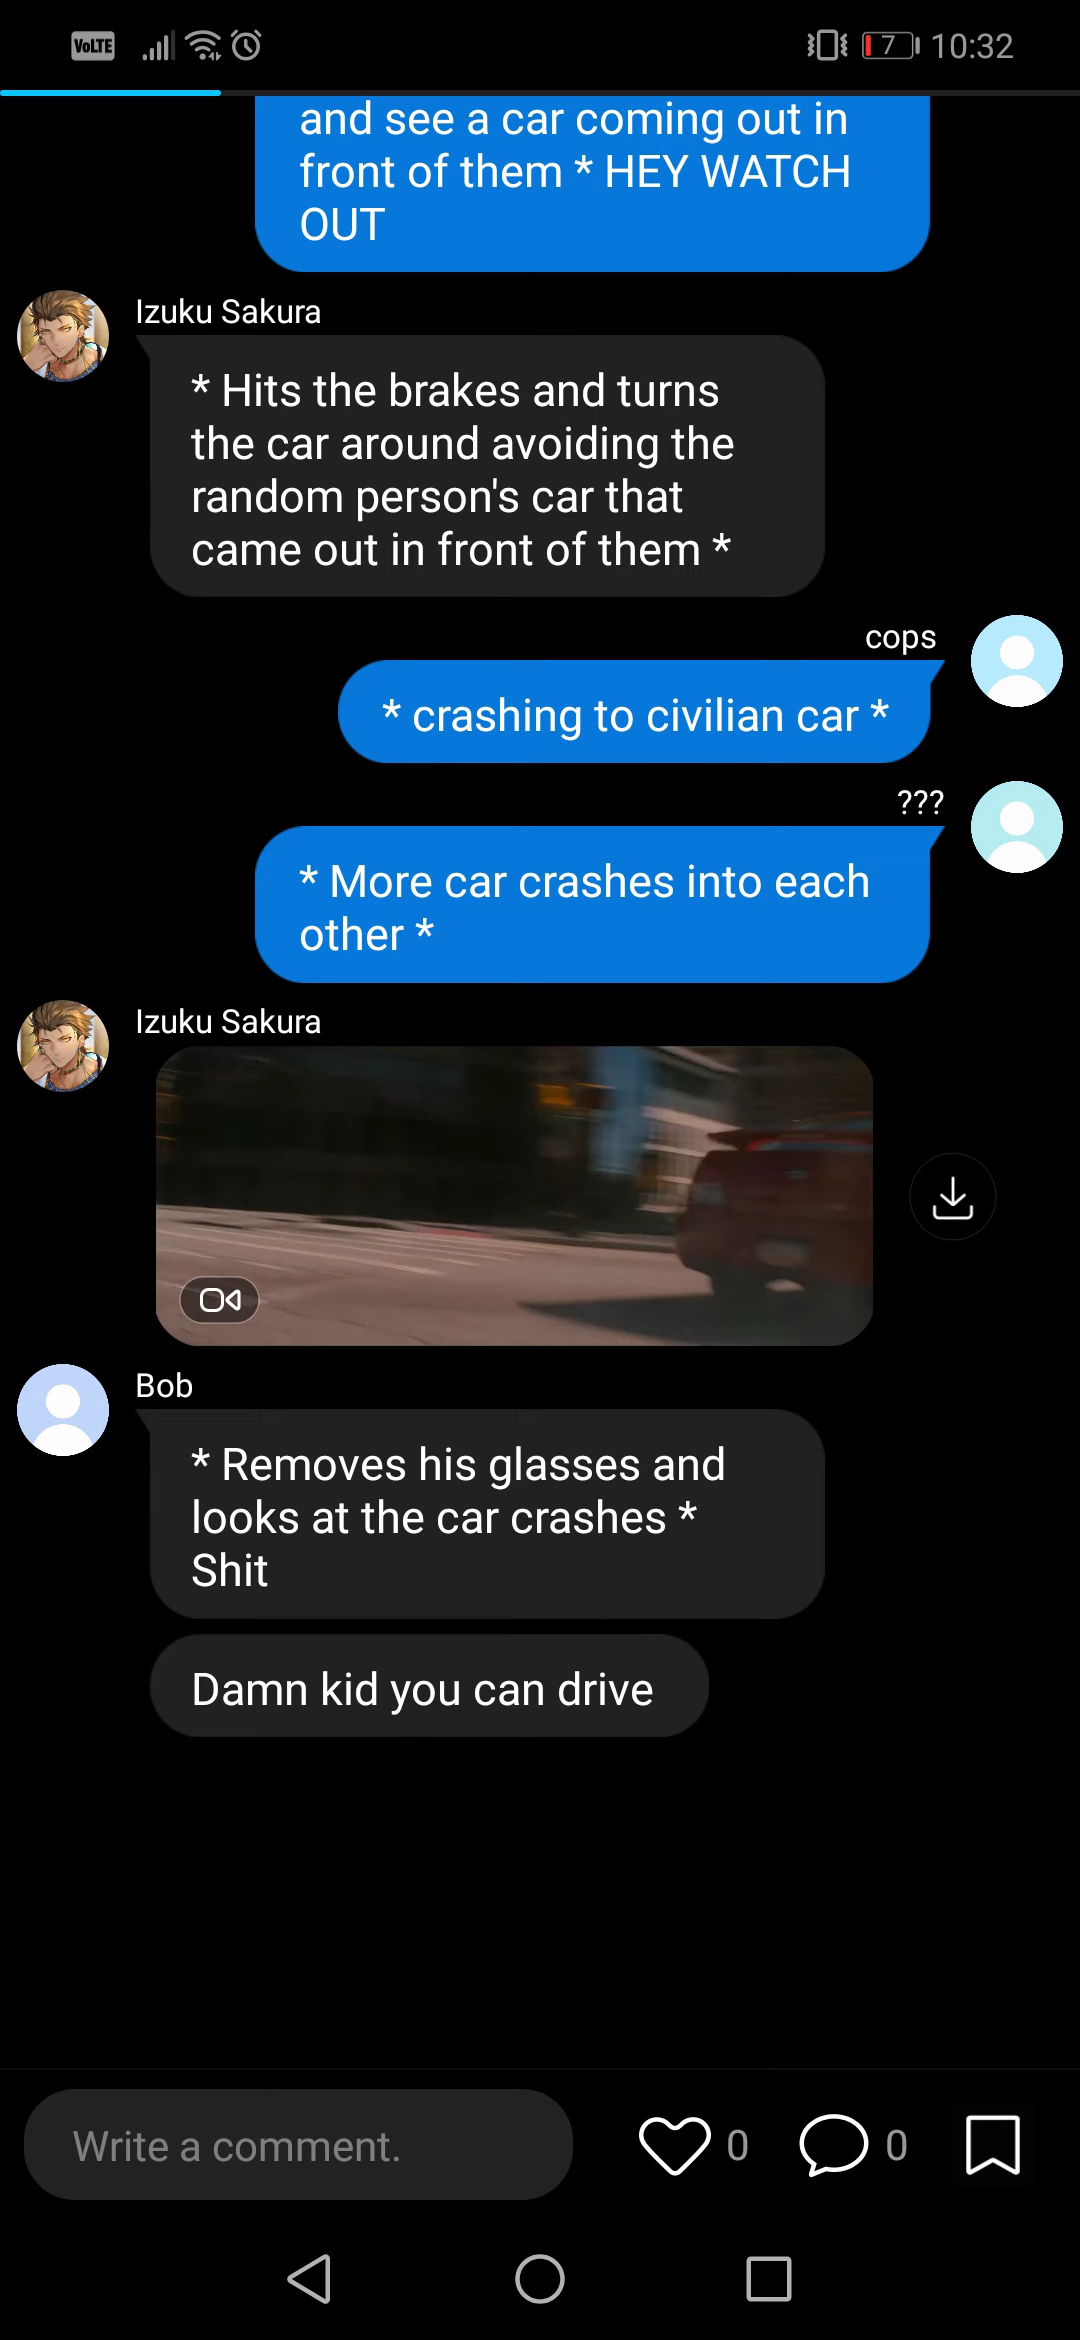 VoLTE 7 10:32
and see a car coming out in
front of them * HEY WATCH
OUT
Izuku Sakura
* Hits the brakes and turns
the car around avoiding the
random person's car that
came out in front of them *
cops
* crashing to civilian car *
???
* More car crashes into each
other *
Izuku Sakura
Bob
* Removes his glasses and
looks at the car crashes *
Shit
Damn kid you can drive
Write a comment. 0 0